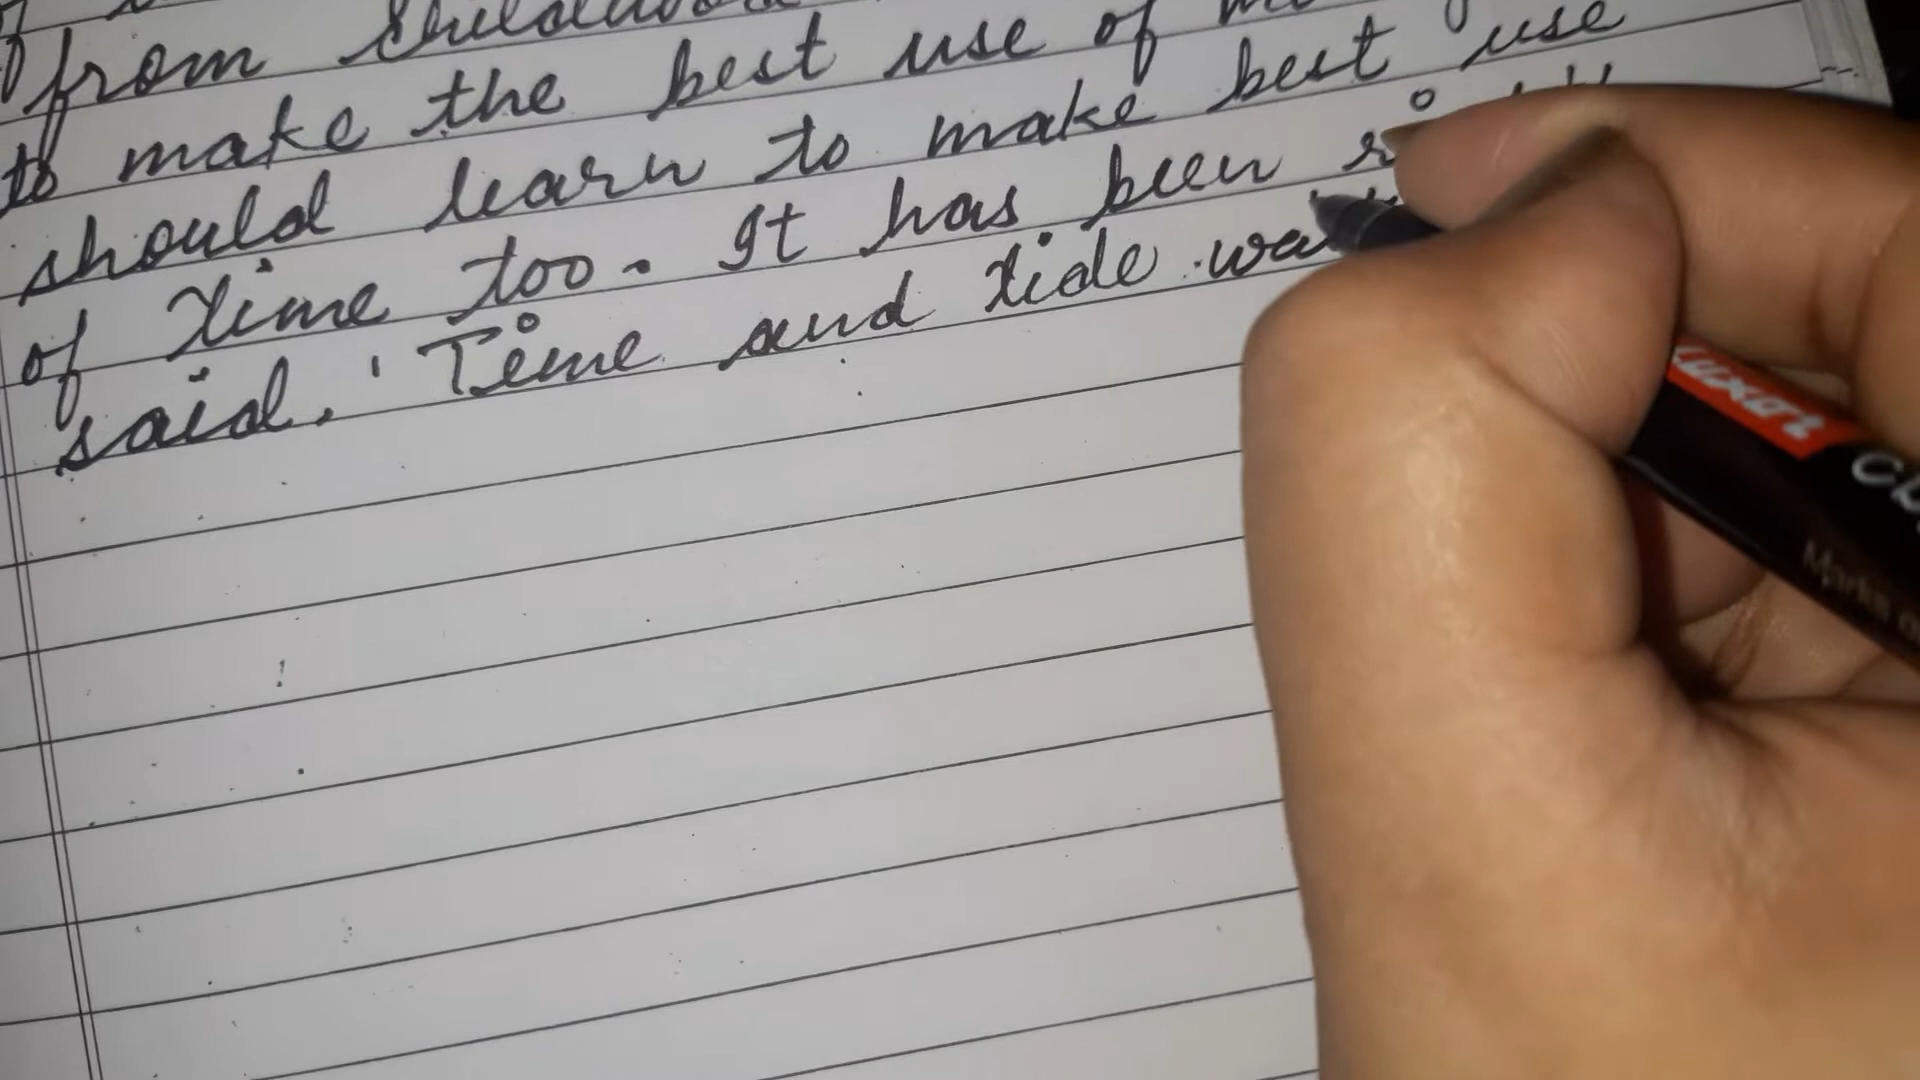 from
to make the best use of
should learn to make best use
of time too. It has been
said, 'Time and tide
Luxor